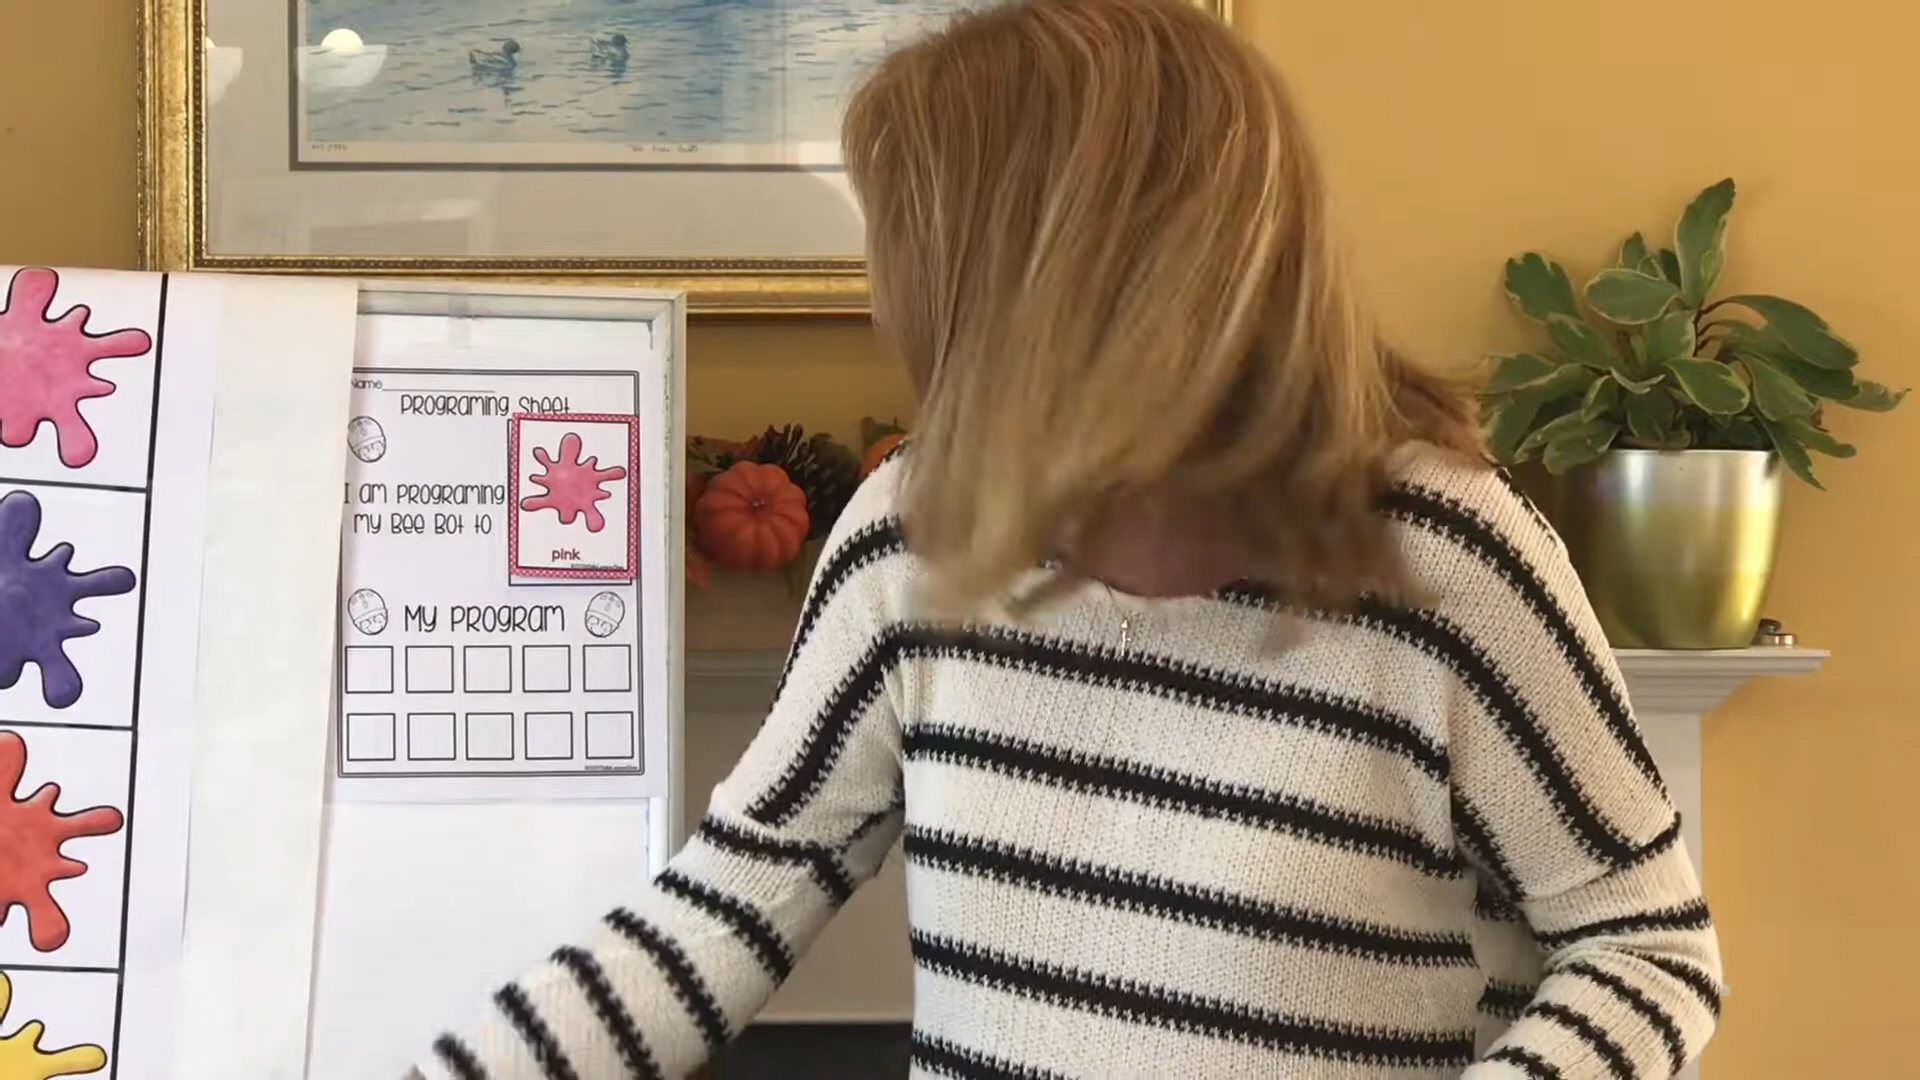 Name
Programing Sheet
I am programing
my Bee Bot to
pink
My Program